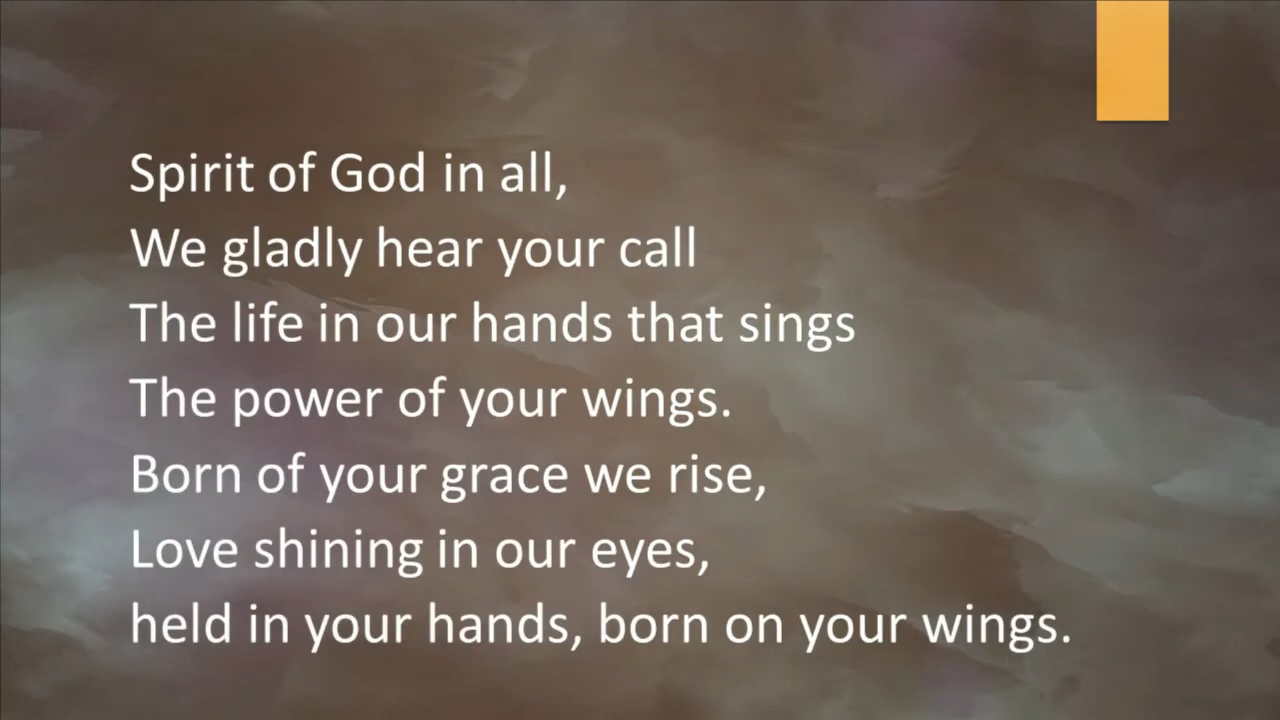 Spirit of God in all,
We gladly hear your call
The life in our hands that sings
The power of your wings.
Born of your grace we rise,
Love shining in our eyes,
held in your hands, born on your wings.